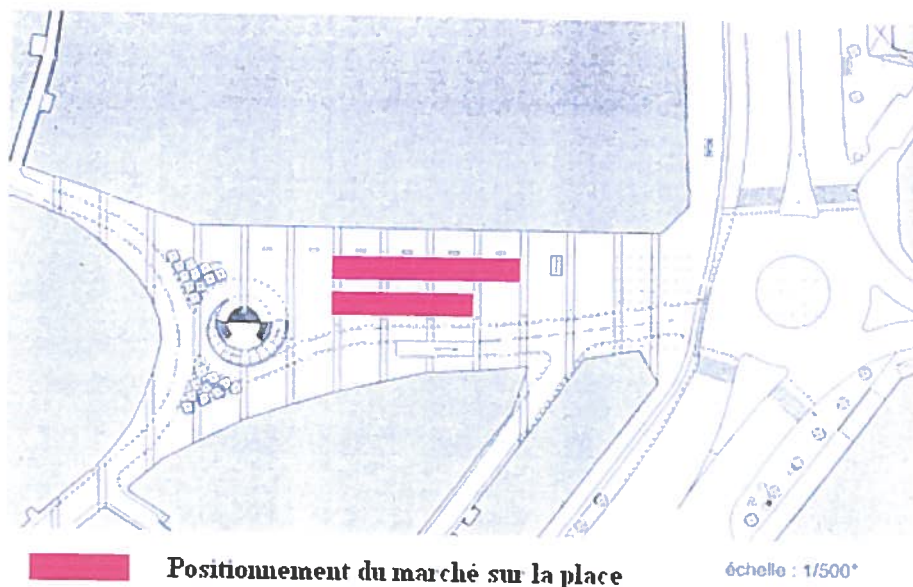 Positionnement du marché sur la place
échelle : 1/500°